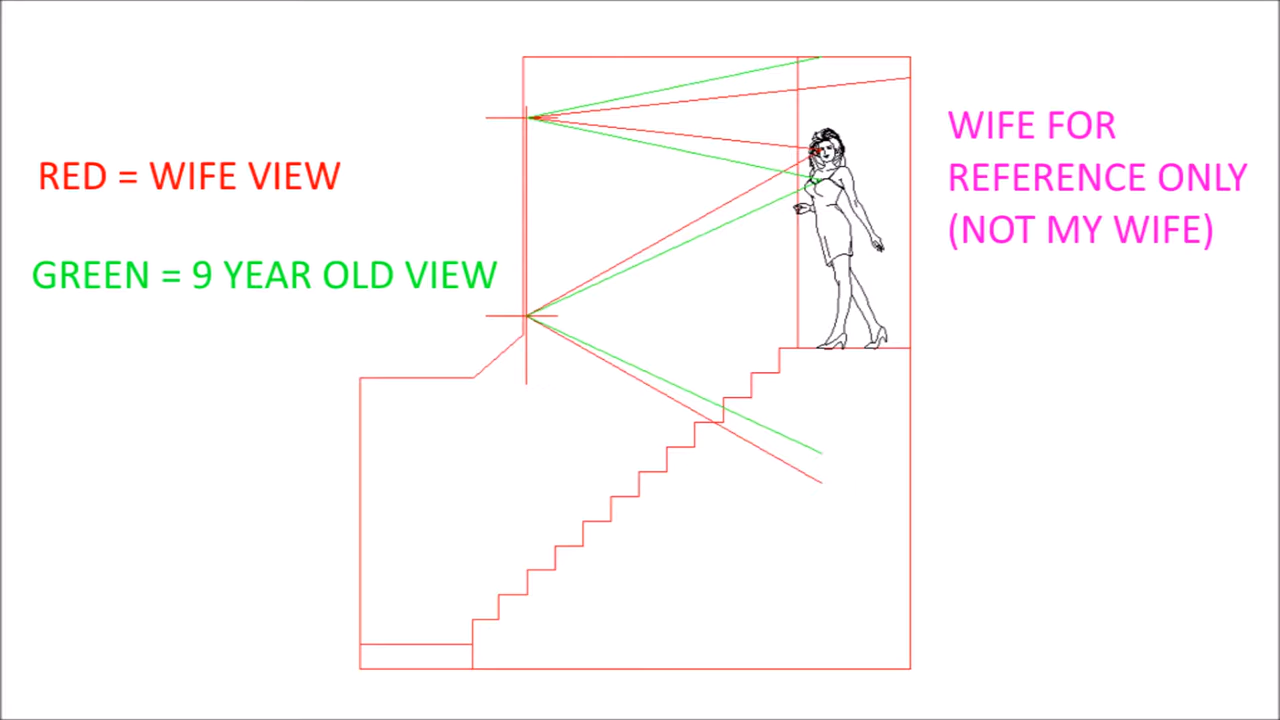 RED = WIFE VIEW
GREEN = 9 YEAR OLD VIEW
WIFE FOR
REFERENCE ONLY
(NOT MY WIFE)